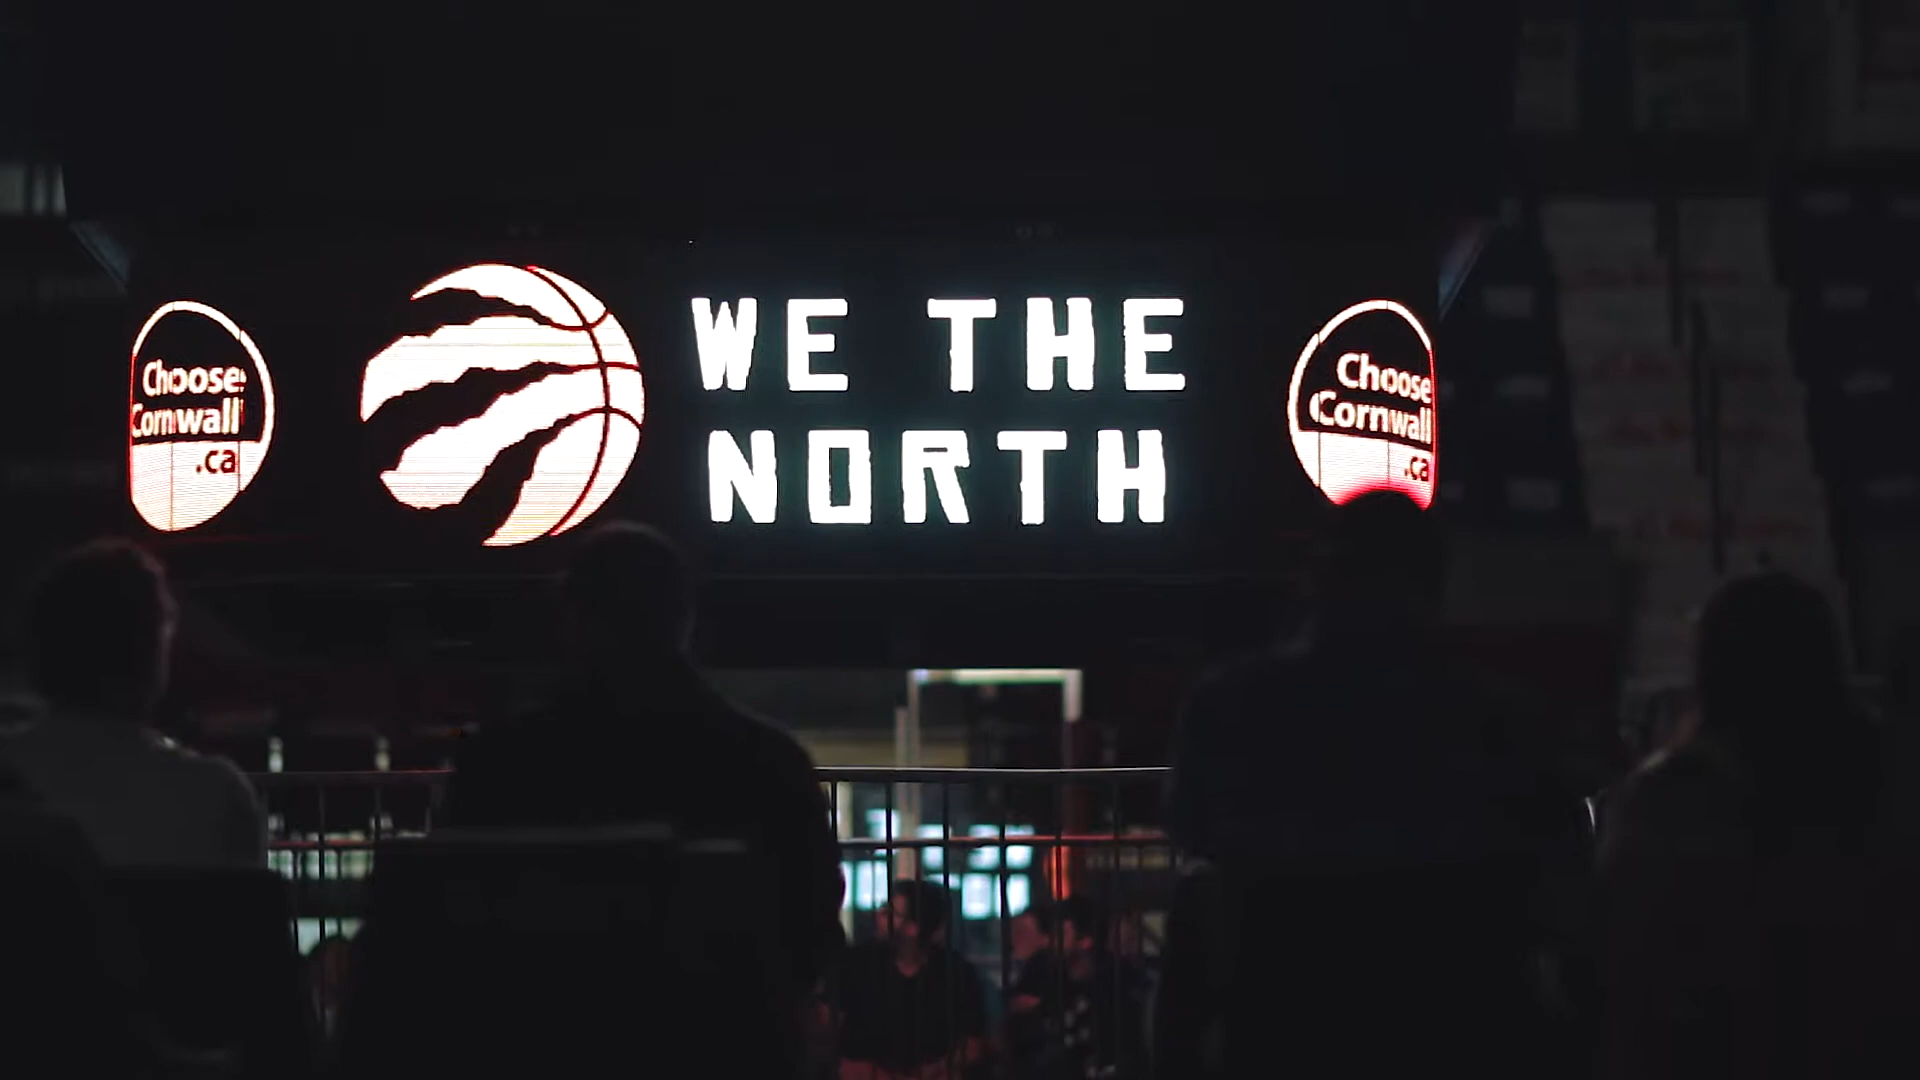 Choose
Cornwall
.ca
WE THE
NORTH
Choose
Cornwall
.ca